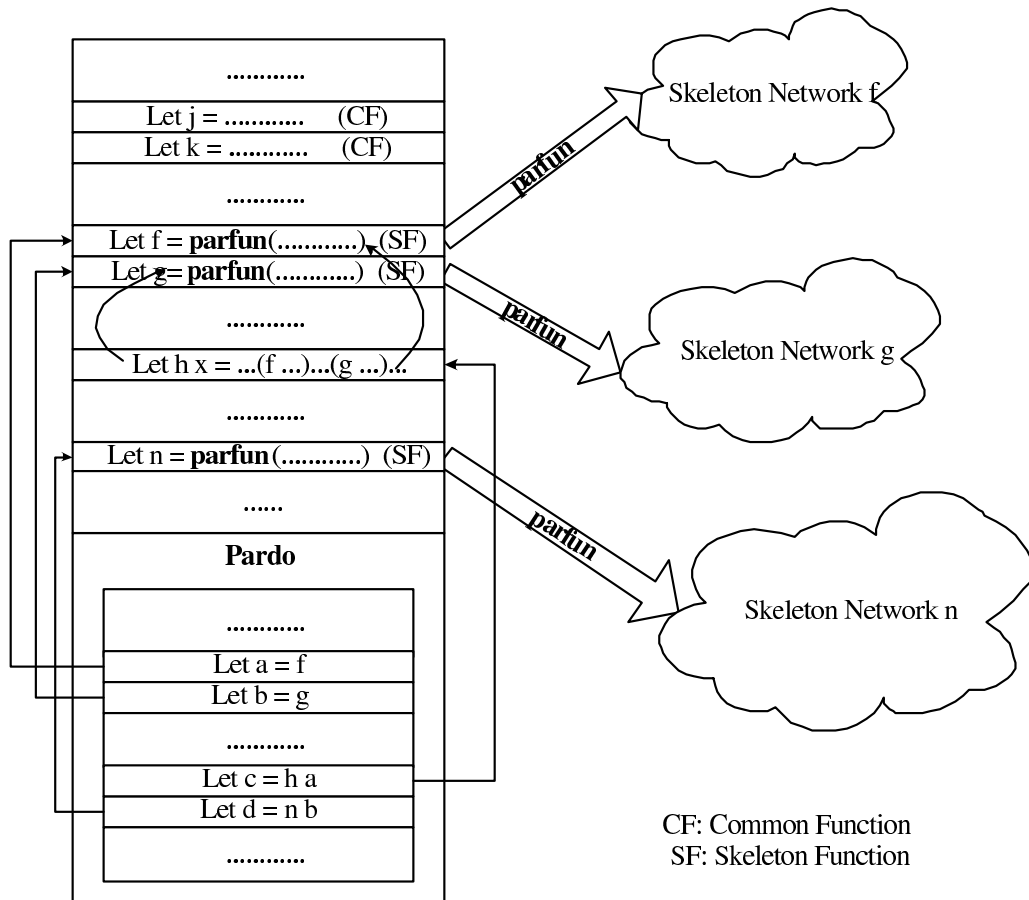 ............
Let j = ............ (CF)
Let k = ............ (CF)
............
Let f = parfun(............) (SF)
Let g= parfun(............) (SF)
............
Let h x = ...(f ...)...(g ...)...
............
Let n = parfun(............) (SF)
......
Pardo
............
Let a = f
Let b = g
............
Let c = h a
Let d = n b
............
parfun
Skeleton Network f
parfun
Skeleton Network g
parfun
Skeleton Network n
CF: Common Function
SF: Skeleton Function